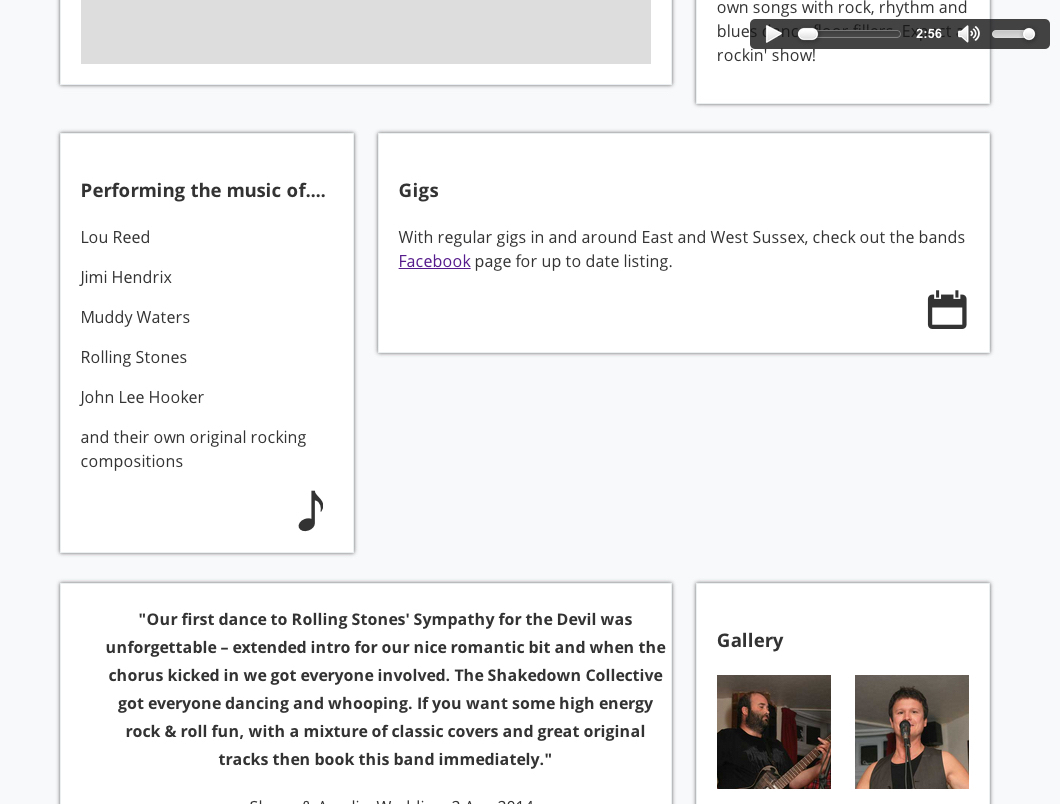 own songs with rock, rhythm and
blues dance floor fillers. Expect a
2:56
rockin' show!
Performing the music of....
Lou Reed
Jimi Hendrix
Muddy Waters
Rolling Stones
John Lee Hooker
and their own original rocking
compositions
Gigs
With regular gigs in and around East and West Sussex, check out the bands
Facebook page for up to date listing.
"Our first dance to Rolling Stones' Sympathy for the Devil was
unforgettable – extended intro for our nice romantic bit and when the
chorus kicked in we got everyone involved. The Shakedown Collective
got everyone dancing and whooping. If you want some high energy
rock & roll fun, with a mixture of classic covers and great original
tracks then book this band immediately."
Gallery